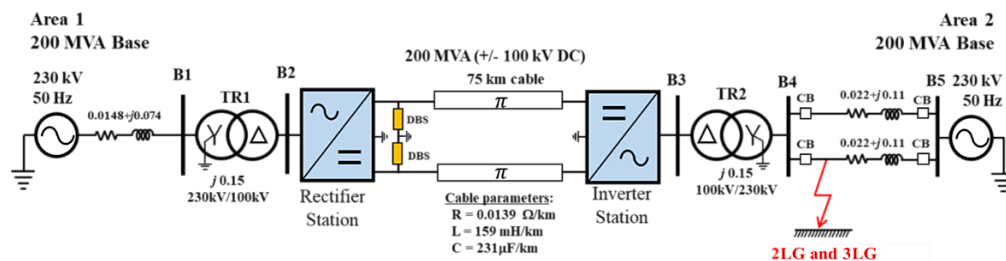 Area 1
200 MVA Base
Area 2
200 MVA Base
230 kV
50 Hz
0.0148+j0.074
B1
TR1
j 0.15
230kV/100kV
B2
Rectifier
Station
200 MVA (+/- 100 kV DC)
75 km cable
π
DBS
DBS
π
Cable parameters:
R = 0.0139 Ω/km
L = 159 mH/km
C = 231μF/km
Inverter
Station
B3
TR2
j 0.15
100kV/230kV
B4
CB
0.022+j0.11
CB
CB
0.022+j0.11
CB
B5
230 kV
50 Hz
2LG and 3LG